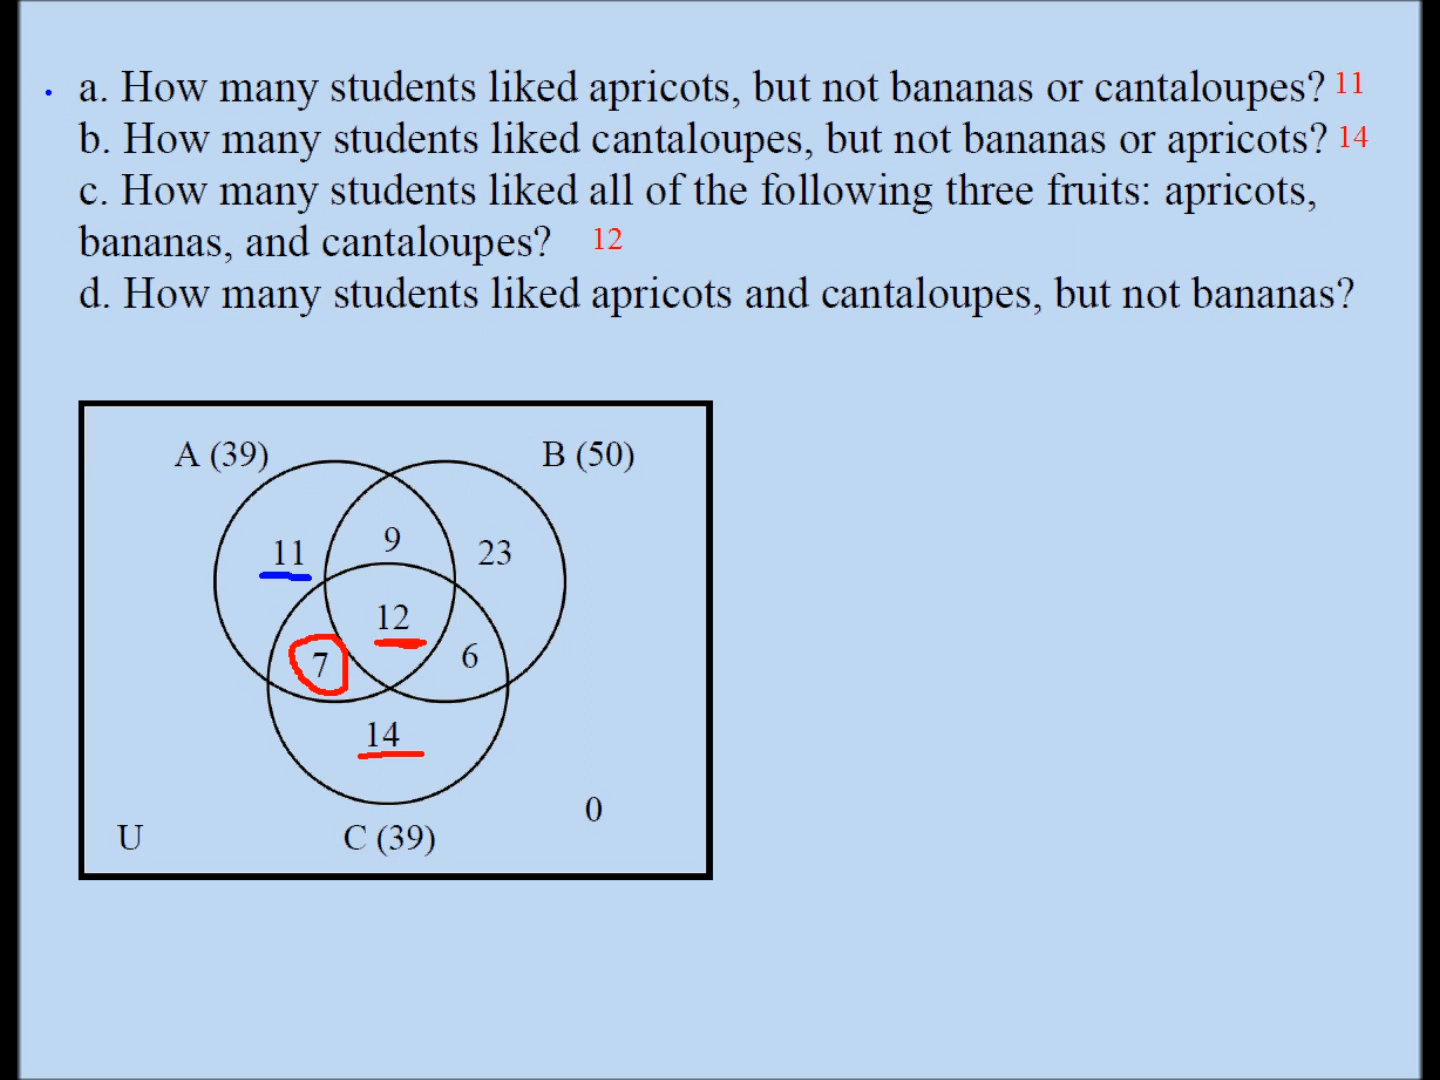 a. How many students liked apricots, but not bananas or cantaloupes? 11
b. How many students liked cantaloupes, but not bananas or apricots? 14
c. How many students liked all of the following three fruits: apricots,
bananas, and cantaloupes? 12
d. How many students liked apricots and cantaloupes, but not bananas?
A (39) B (50)
9
11 23
12
7 6
14
0
U C (39)